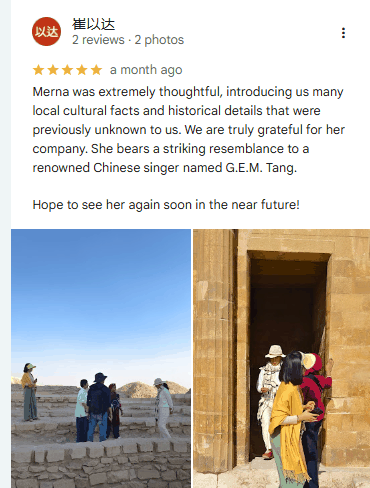 崔以达
以达
2 reviews · 2 photos
★★★★★ a month ago
Merna was extremely thoughtful, introducing us many
local cultural facts and historical details that were
previously unknown to us. We are truly grateful for her
company. She bears a striking resemblance to a
renowned Chinese singer named G.E.M. Tang.
Hope to see her again soon in the near future!